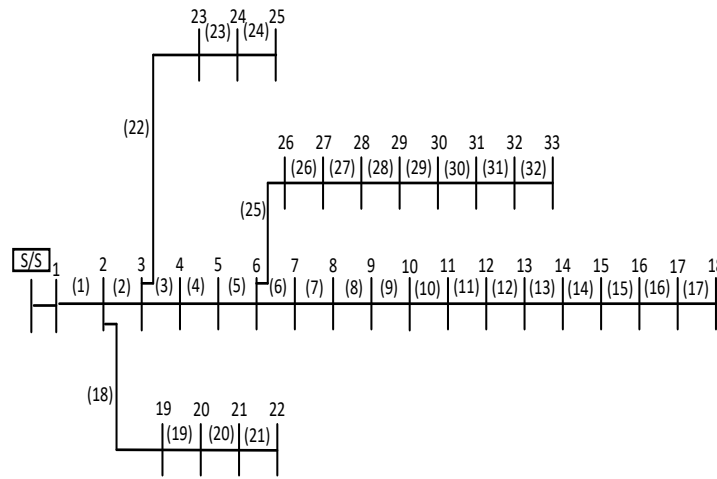 23 24 25
(23) (24)
(22)
26 27 28 29 30 31 32 33
(26) (27) (28) (29) (30) (31) (32)
(25)
S/S 1 2 3 4 5 6 7 8 9 10 11 12 13 14 15 16 17 18
(1) (2) (3) (4) (5) (6) (7) (8) (9) (10) (11) (12) (13) (14) (15) (16) (17)
(18)
19 20 21 22
(19) (20) (21)